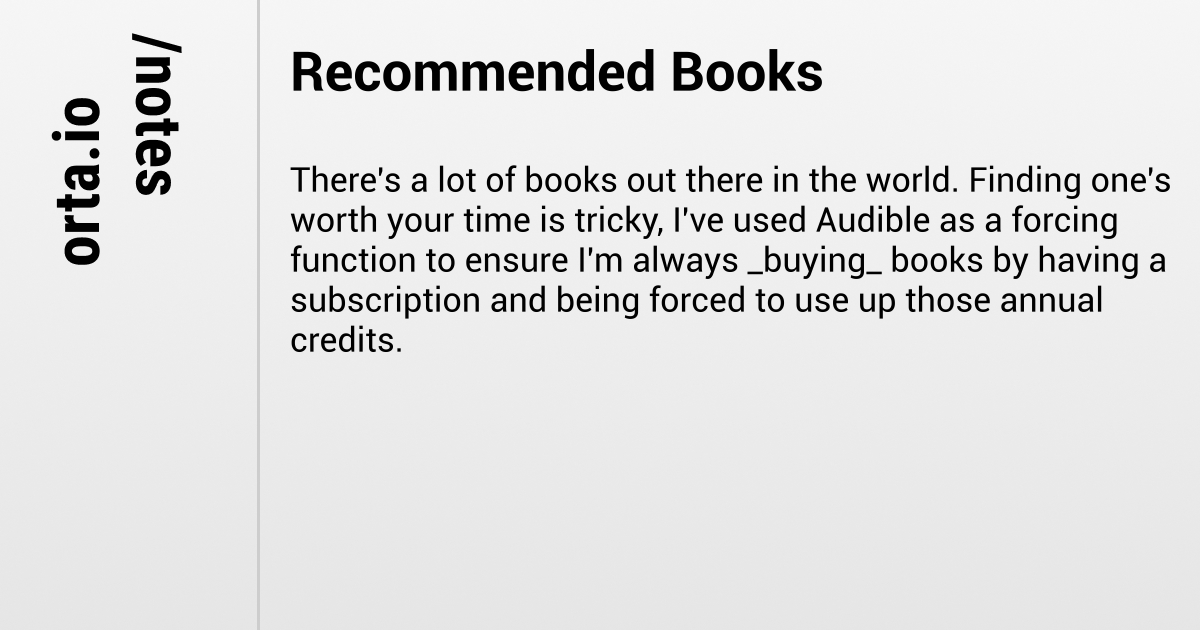 orta.io
/notes
Recommended Books
There's a lot of books out there in the world. Finding one's
worth your time is tricky, I've used Audible as a forcing
function to ensure I'm always _buying_ books by having a
subscription and being forced to use up those annual
credits.